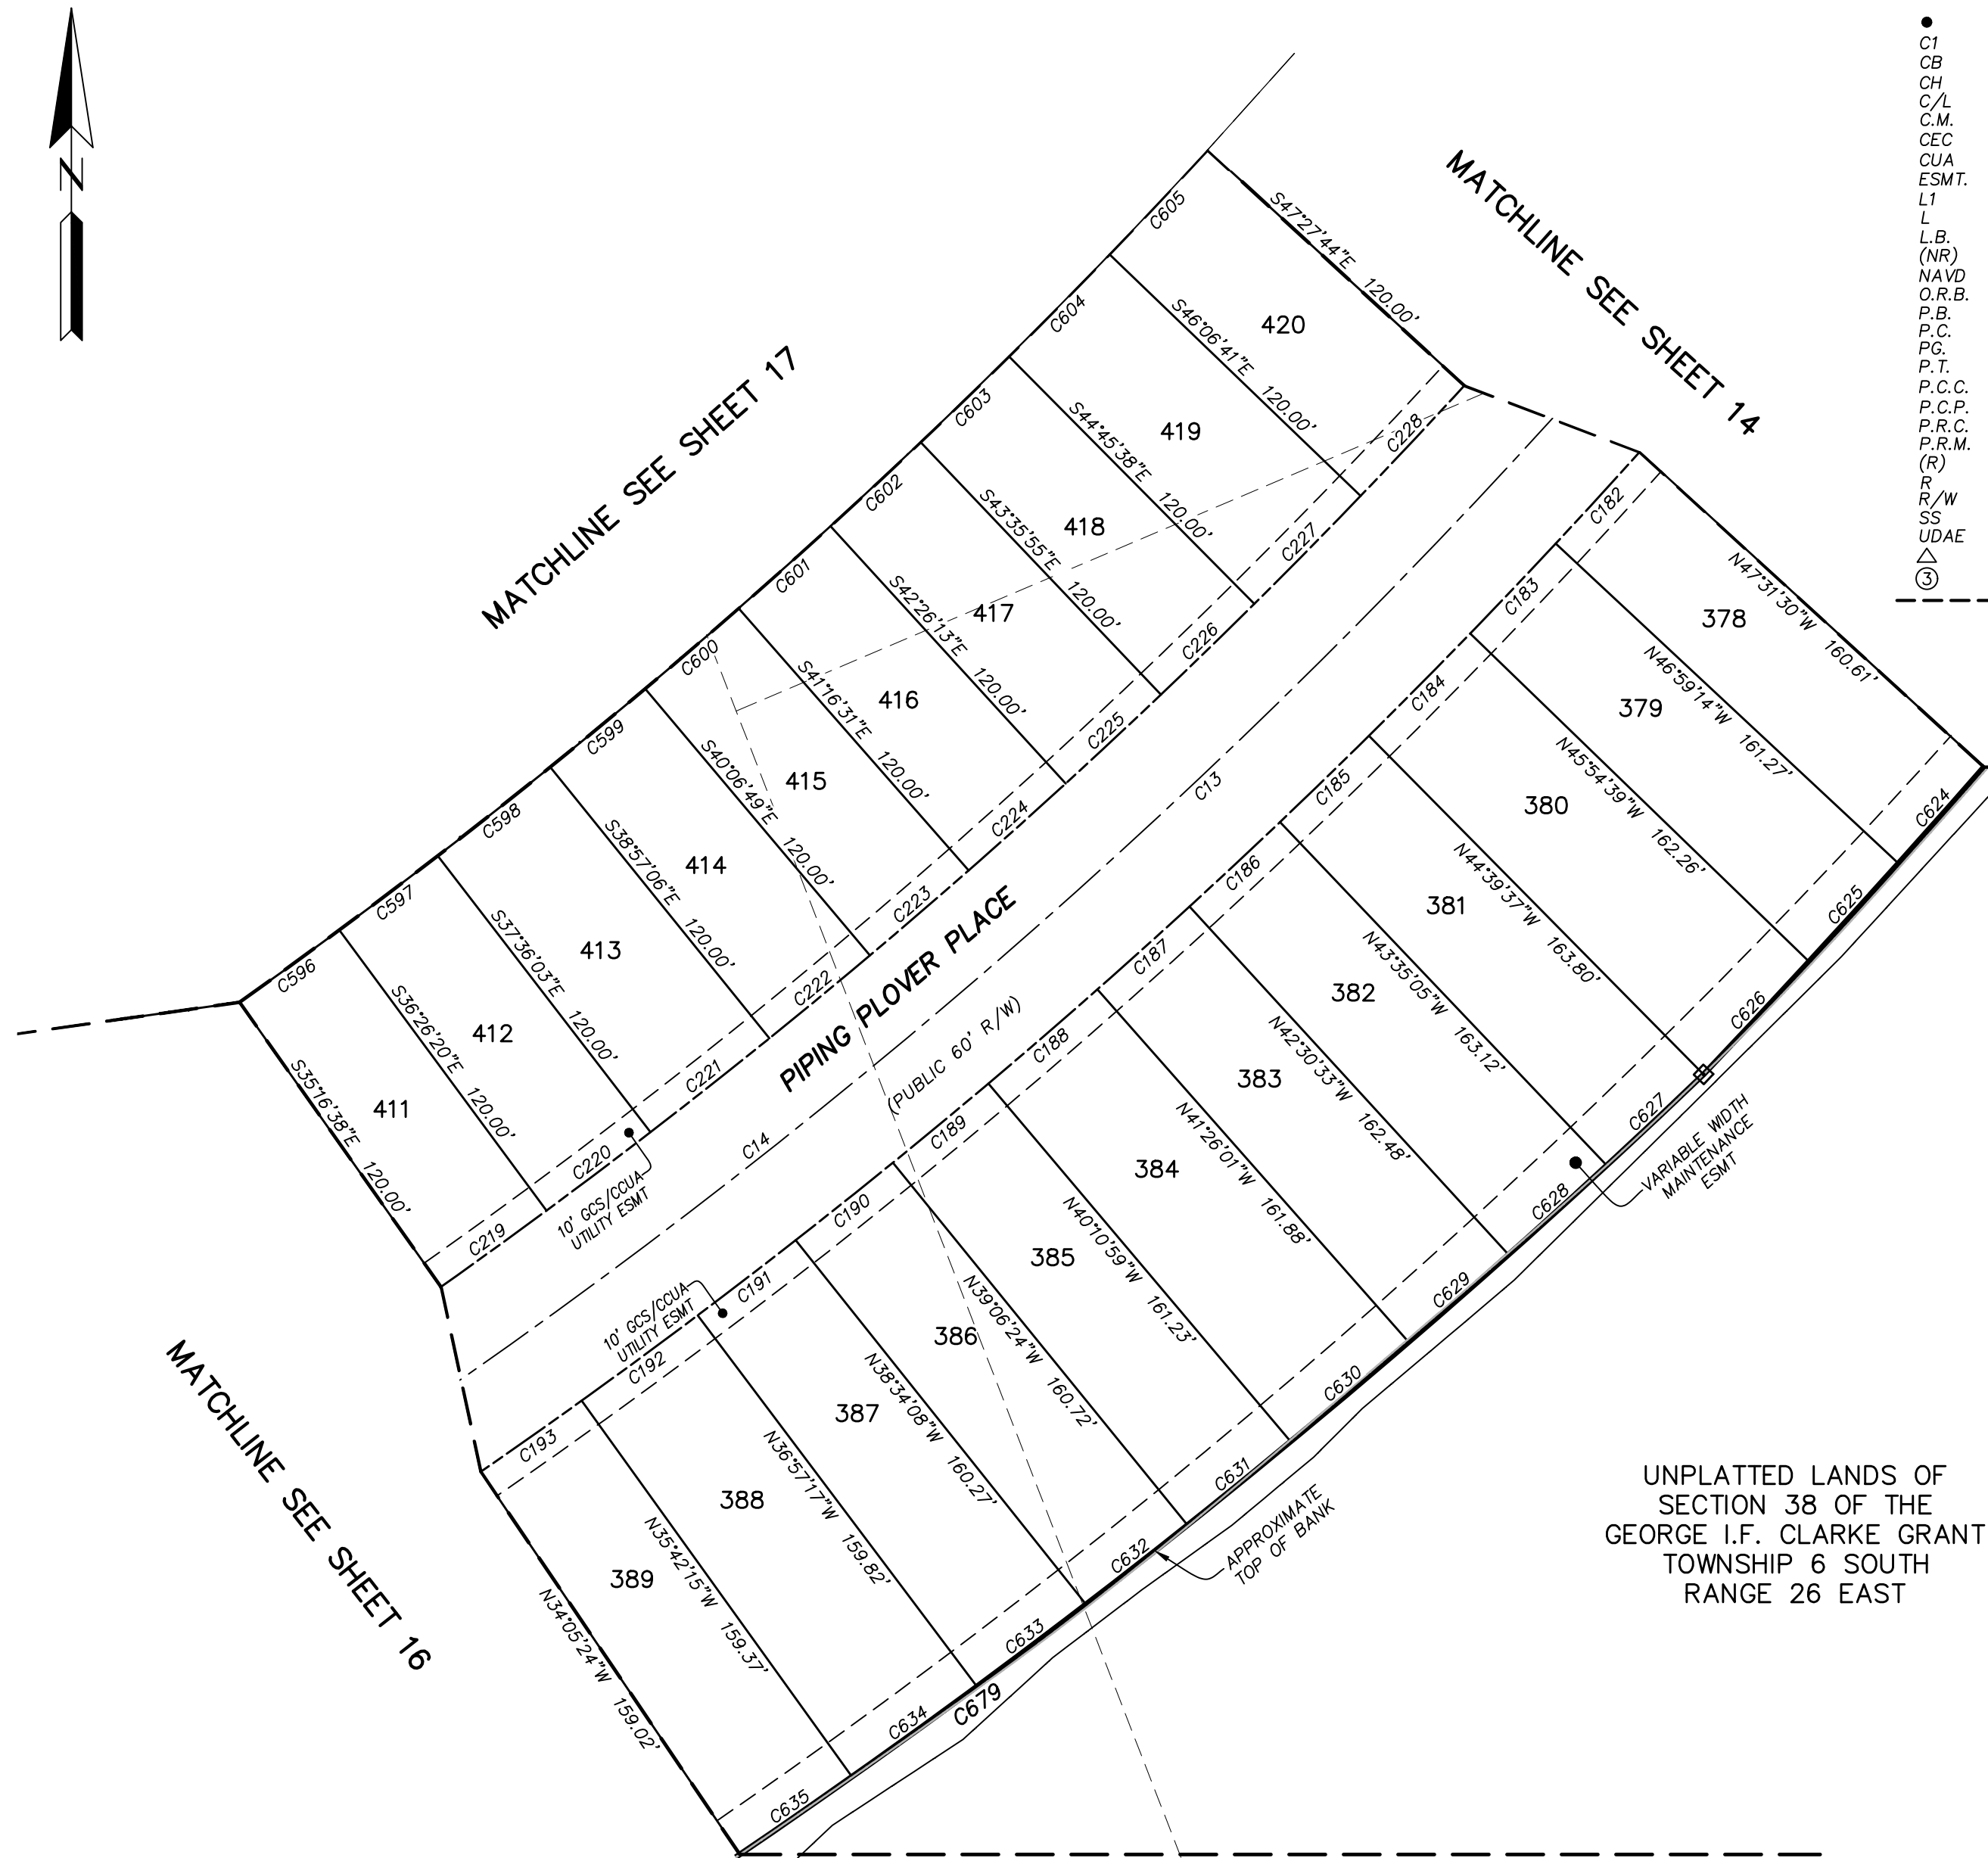 N
●
C1
CB
CH
C/L
C.M.
CEC
CUA
ESMT.
L1
L
L.B.
(NR)
NAVD
O.R.B.
P.B.
P.C.
PG.
P.T.
P.C.C.
P.C.P.
P.R.C.
P.R.M.
(R)
R
R/W
SS
UDAE
△
③
MATCHLINE SEE SHEET 14
MATCHLINE SEE SHEET 17
MATCHLINE SEE SHEET 16
C605
C604
C603
C602
C601
C600
C599
C598
C597
C596
S47°27'44"E 120.00'
420
S46°06'41"E 120.00'
419
S44°45'38"E 120.00'
418
S43°35'55"E 120.00'
417
S42°26'13"E 120.00'
416
S41°16'31"E 120.00'
415
S40°06'49"E 120.00'
414
S38°57'06"E 120.00'
413
S37°36'03"E 120.00'
412
S36°26'20"E 120.00'
411
S35°16'38"E 120.00'
C228
C227
C226
C225
C224
C223
C222
C221
C220
C219
10' GCS/CCUA
UTILITY ESMT
C13
PIPING PLOVER PLACE
(PUBLIC 60' R/W)
C14
C182
C183
C184
C185
C186
C187
C188
C189
C190
C191
C192
C193
10' GCS/CCUA
UTILITY ESMT
N47°31'30"W 160.61'
378
N46°59'14"W 161.27'
379
N45°54'39"W 162.26'
380
N44°39'37"W 163.80'
381
N43°35'05"W 163.12'
382
N42°30'33"W 162.48'
383
N41°26'01"W 161.88'
384
N40°10'59"W 161.23'
385
N39°06'24"W 160.72'
386
N38°34'08"W 160.27'
387
N36°57'17"W 159.82'
388
N35°42'15"W 159.37'
389
N34°05'24"W 159.02'
C624
C625
C626
C627
C628
C629
C630
C631
C632
C633
C634
C635
C679
VARIABLE WIDTH
MAINTENANCE
ESMT
APPROXIMATE
TOP OF BANK
UNPLATTED LANDS OF
SECTION 38 OF THE
GEORGE I.F. CLARKE GRANT
TOWNSHIP 6 SOUTH
RANGE 26 EAST